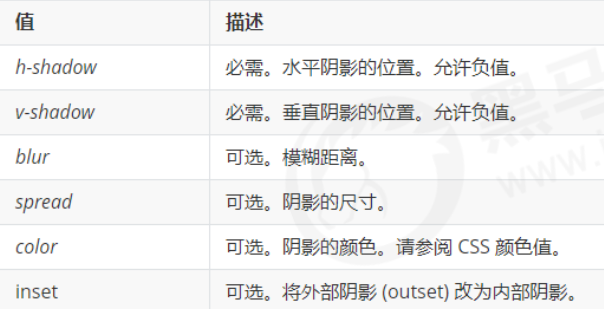 值 描述
h-shadow 必需。水平阴影的位置。允许负值。
v-shadow 必需。垂直阴影的位置。允许负值。
blur 可选。模糊距离。
spread 可选。阴影的尺寸。
color 可选。阴影的颜色。请参阅 CSS 颜色值。
inset 可选。将外部阴影 (outset) 改为内部阴影。
黑马
www.